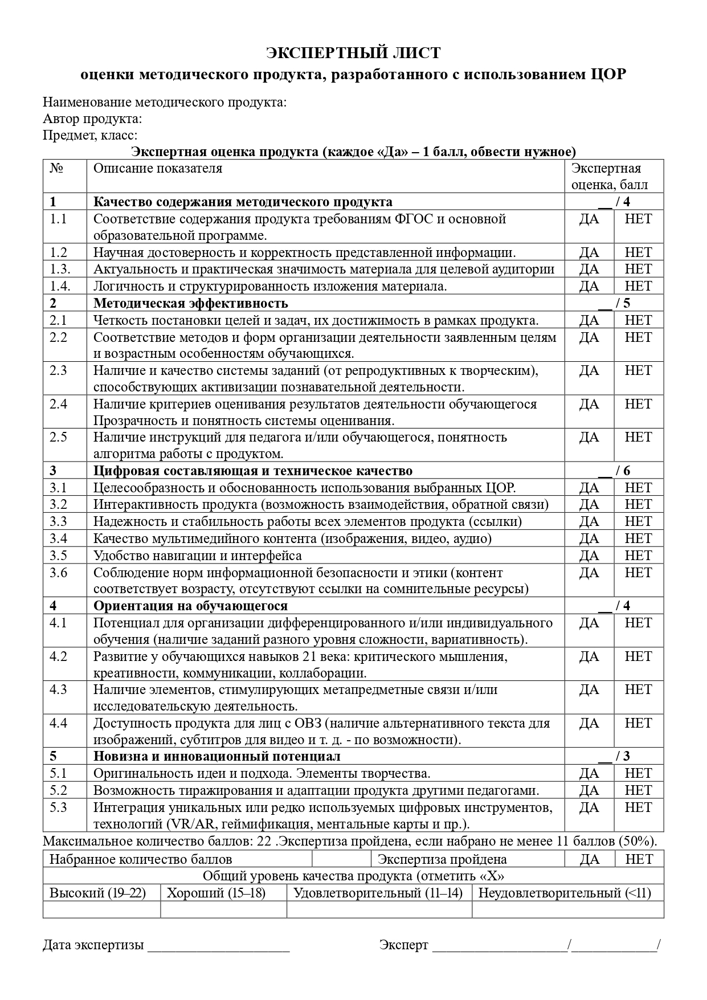 ЭКСПЕРТНЫЙ ЛИСТ
оценки методического продукта, разработанного с использованием ЦОР
Наименование методического продукта:
Автор продукта:
Предмет, класс:
Экспертная оценка продукта (каждое «Да» – 1 балл, обвести нужное)
№ Описание показателя Экспертная
оценка, балл
1 Качество содержания методического продукта __ / 4
1.1 Соответствие содержания продукта требованиям ФГОС и основной ДА НЕТ
образовательной программе.
1.2 Научная достоверность и корректность представленной информации. ДА НЕТ
1.3. Актуальность и практическая значимость материала для целевой аудитории ДА НЕТ
1.4. Логичность и структурированность изложения материала. ДА НЕТ
2 Методическая эффективность __ / 5
2.1 Четкость постановки целей и задач, их достижимость в рамках продукта. ДА НЕТ
2.2 Соответствие методов и форм организации деятельности заявленным целям ДА НЕТ
и возрастным особенностям обучающихся.
2.3 Наличие и качество системы заданий (от репродуктивных к творческим), ДА НЕТ
способствующих активизации познавательной деятельности.
2.4 Наличие критериев оценивания результатов деятельности обучающегося ДА НЕТ
Прозрачность и понятность системы оценивания.
2.5 Наличие инструкций для педагога и/или обучающегося, понятность ДА НЕТ
алгоритма работы с продуктом.
3 Цифровая составляющая и техническое качество __ / 6
3.1 Целесообразность и обоснованность использования выбранных ЦОР. ДА НЕТ
3.2 Интерактивность продукта (возможность взаимодействия, обратной связи) ДА НЕТ
3.3 Надежность и стабильность работы всех элементов продукта (ссылки) ДА НЕТ
3.4 Качество мультимедийного контента (изображения, видео, аудио) ДА НЕТ
3.5 Удобство навигации и интерфейса ДА НЕТ
3.6 Соблюдение норм информационной безопасности и этики (контент ДА НЕТ
соответствует возрасту, отсутствуют ссылки на сомнительные ресурсы)
4 Ориентация на обучающегося __ / 4
4.1 Потенциал для организации дифференцированного и/или индивидуального ДА НЕТ
обучения (наличие заданий разного уровня сложности, вариативность).
4.2 Развитие у обучающихся навыков 21 века: критического мышления, ДА НЕТ
креативности, коммуникации, коллаборации.
4.3 Наличие элементов, стимулирующих метапредметные связи и/или ДА НЕТ
исследовательскую деятельность.
4.4 Доступность продукта для лиц с ОВЗ (наличие альтернативного текста для ДА НЕТ
изображений, субтитров для видео и т. д. - по возможности).
5 Новизна и инновационный потенциал __ / 3
5.1 Оригинальность идеи и подхода. Элементы творчества. ДА НЕТ
5.2 Возможность тиражирования и адаптации продукта другими педагогами. ДА НЕТ
5.3 Интеграция уникальных или редко используемых цифровых инструментов, ДА НЕТ
технологий (VR/AR, геймификация, ментальные карты и пр.).
Максимальное количество баллов: 22 .Экспертиза пройдена, если набрано не менее 11 баллов (50%).
Набранное количество баллов Экспертиза пройдена ДА НЕТ
Общий уровень качества продукта (отметить «Х»
Высокий (19–22) Хороший (15–18) Удовлетворительный (11–14) Неудовлетворительный (<11)
Дата экспертизы ____________________ Эксперт ___________________/____________/